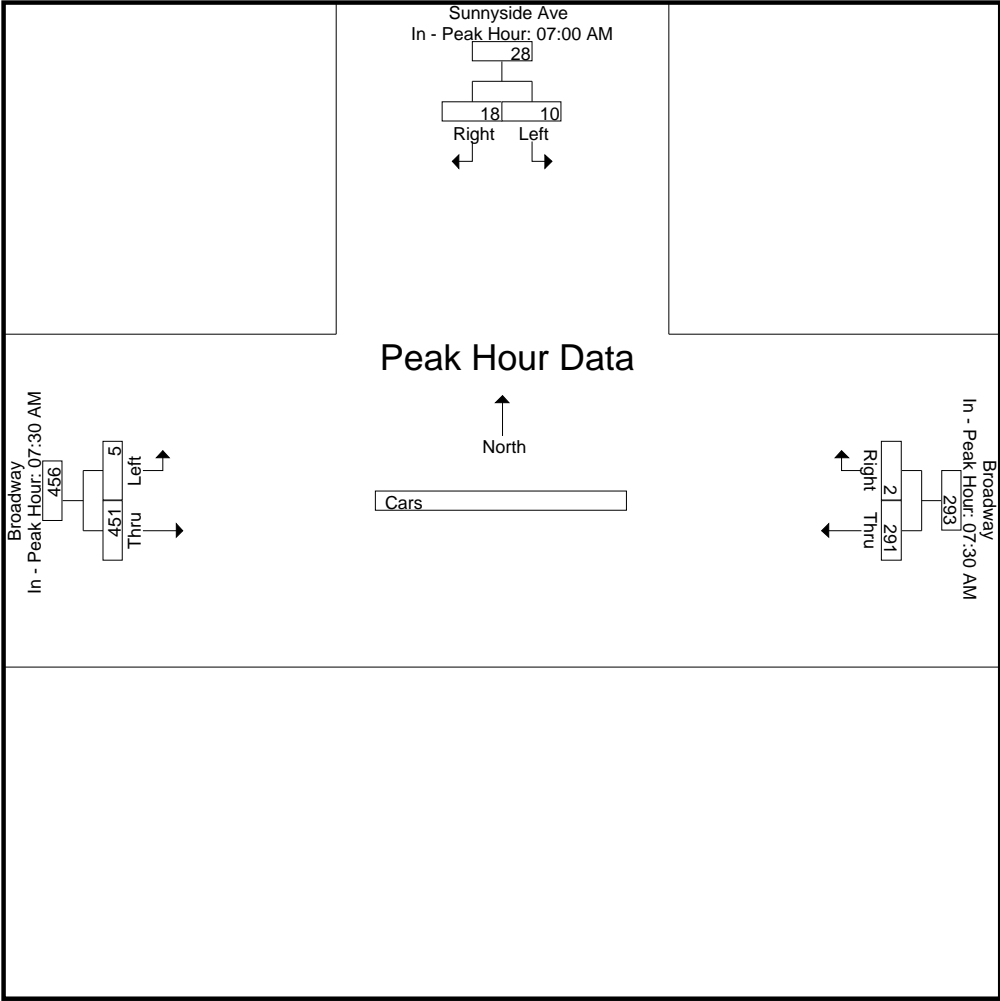 Sunnyside Ave
In - Peak Hour: 07:00 AM
28
18 10
Right Left
Peak Hour Data
North
Cars
Broadway
In - Peak Hour: 07:30 AM
456
5 451
Left Thru
Broadway
In - Peak Hour: 07:30 AM
293
2 291
Right Thru